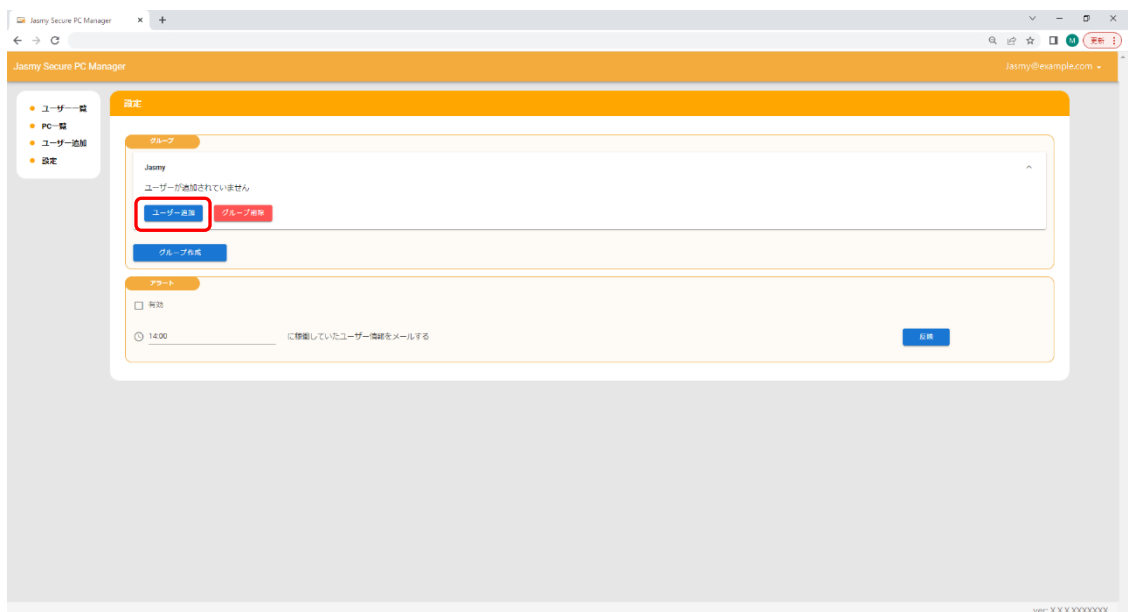 Jasmy Secure PC Manager
更新
Jasmy Secure PC Manager
Jasmy@example.com
ユーザー一覧
PC一覧
ユーザー追加
設定
設定
グループ
Jasmy
ユーザーが追加されていません
ユーザー追加
グループ削除
グループ作成
アラート
有効
14:00
に稼働していたユーザー情報をメールする
反映
M
ver: X.X.X.XXXXXXX